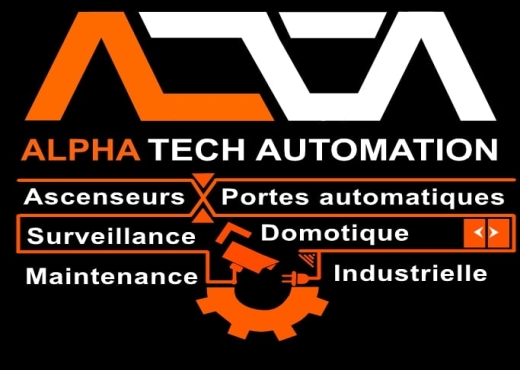 ALPHA TECH AUTOMATION
Ascenseurs Portes automatiques
Surveillance Domotique
Maintenance Industrielle